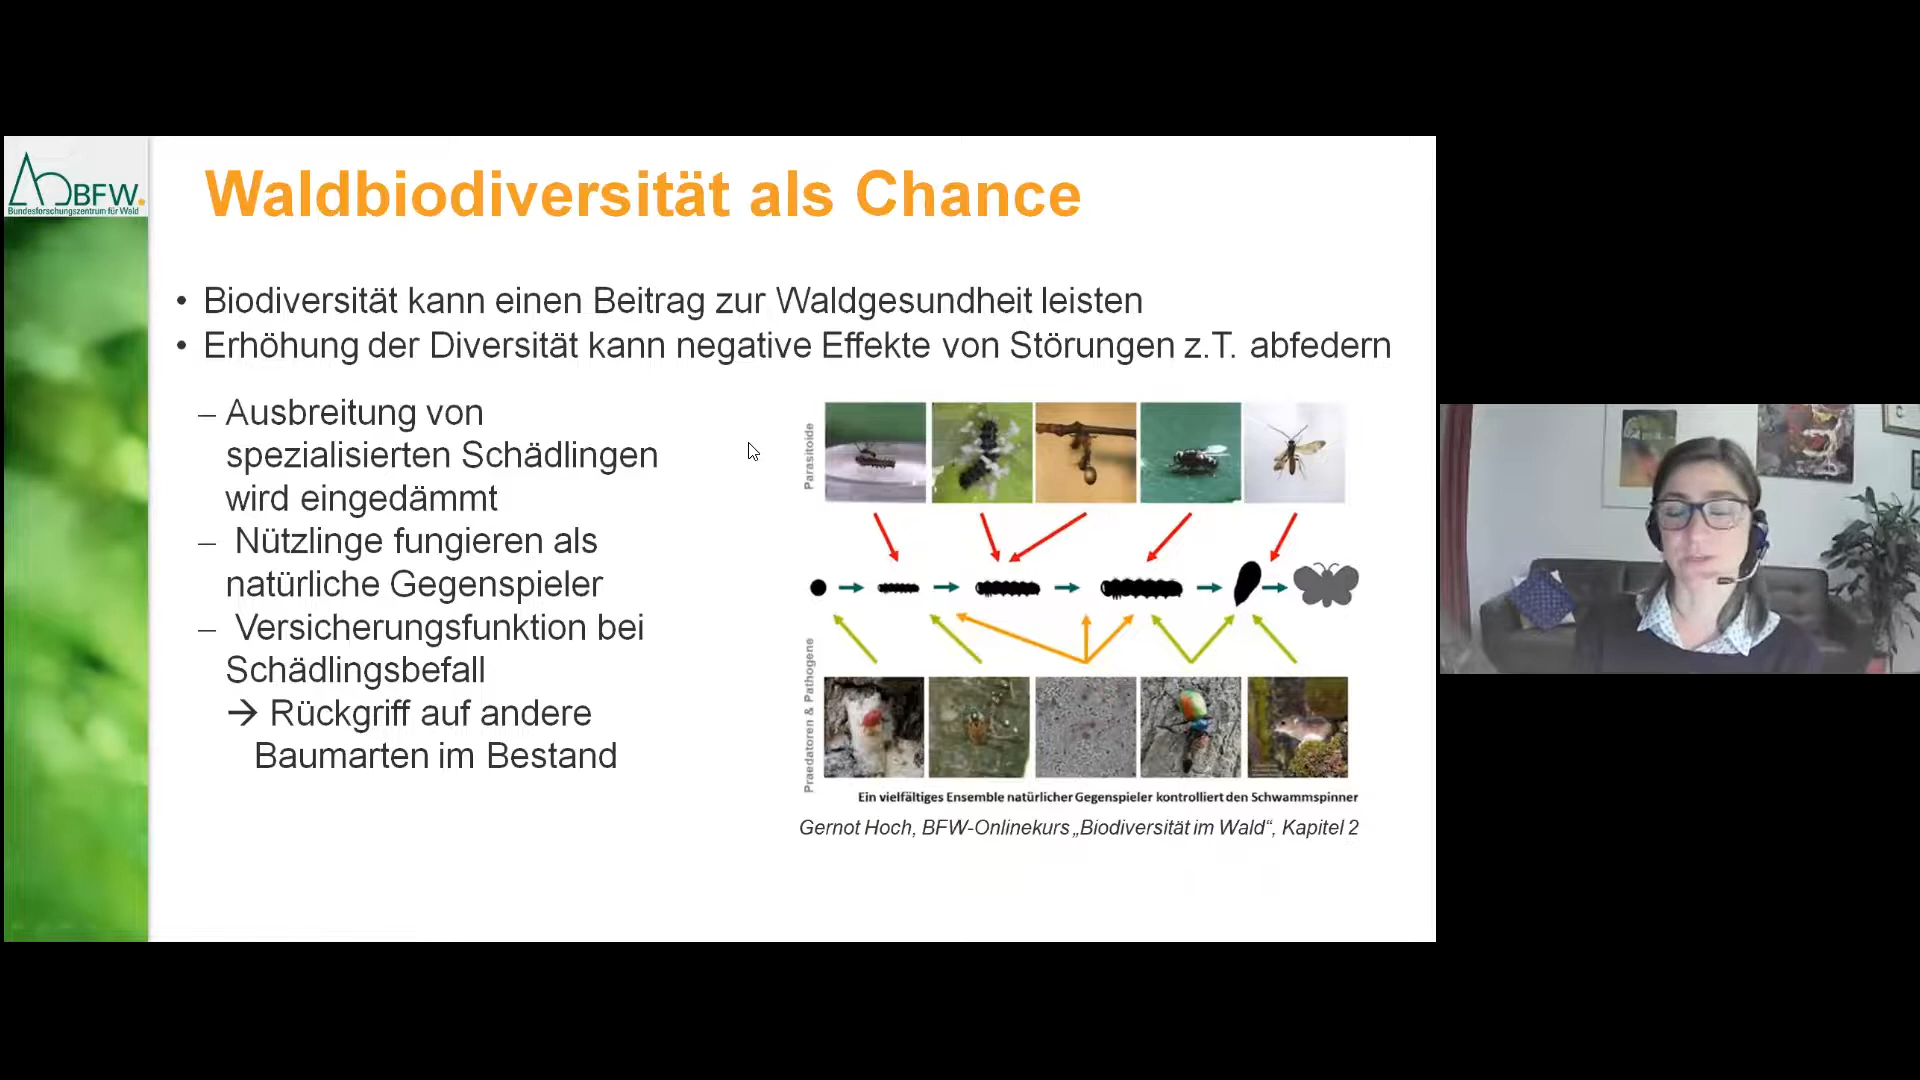 BFW.
Bundesforschungszentrum für Wald
Waldbiodiversität als Chance
• Biodiversität kann einen Beitrag zur Waldgesundheit leisten
• Erhöhung der Diversität kann negative Effekte von Störungen z.T. abfedern
– Ausbreitung von
spezialisierten Schädlingen
wird eingedämmt
– Nützlinge fungieren als
natürliche Gegenspieler
– Versicherungsfunktion bei
Schädlingsbefall
→ Rückgriff auf andere
Baumarten im Bestand
Parasitoide
Praedatoren & Pathogene
Ein vielfältiges Ensemble natürlicher Gegenspieler kontrolliert den Schwammspinner
Gernot Hoch, BFW-Onlinekurs „Biodiversität im Wald“, Kapitel 2